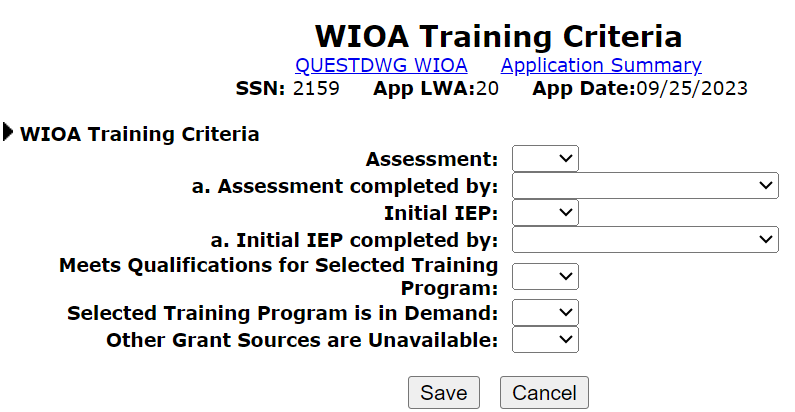 WIOA Training Criteria
QUESTDWG WIOA Application Summary
SSN: 2159 App LWA:20 App Date:09/25/2023
WIOA Training Criteria
Assessment:
a. Assessment completed by:
Initial IEP:
a. Initial IEP completed by:
Meets Qualifications for Selected Training
Program:
Selected Training Program is in Demand:
Other Grant Sources are Unavailable:
Save Cancel